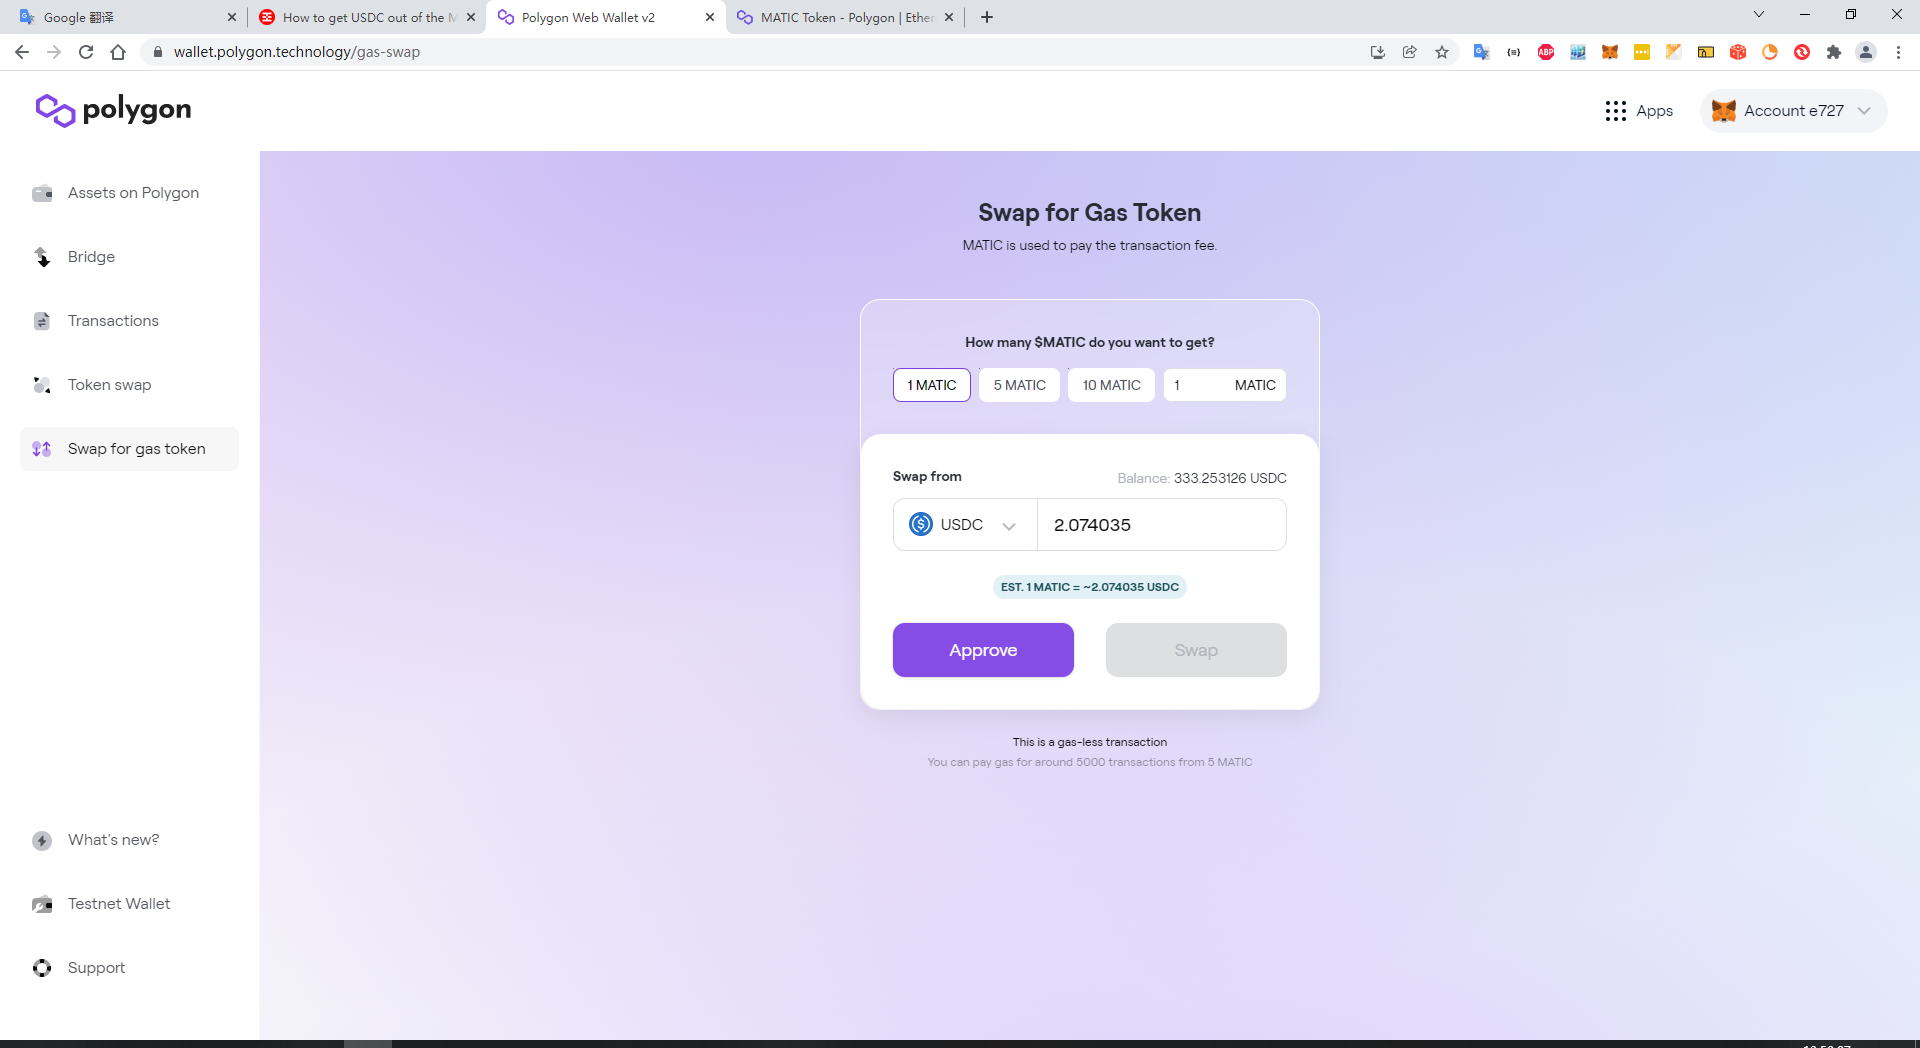 Google 翻译
How to get USDC out of the M
Polygon Web Wallet v2
MATIC Token - Polygon | Ether
wallet.polygon.technology/gas-swap
ABP
polygon
Apps
Account e727
Assets on Polygon
Bridge
Transactions
Token swap
Swap for gas token
What's new?
Testnet Wallet
Support
Swap for Gas Token
MATIC is used to pay the transaction fee.
How many $MATIC do you want to get?
1 MATIC
5 MATIC
10 MATIC
1 MATIC
Swap from
Balance: 333.253126 USDC
USDC
2.074035
EST. 1 MATIC = ~2.074035 USDC
Approve
Swap
This is a gas-less transaction
You can pay gas for around 5000 transactions from 5 MATIC